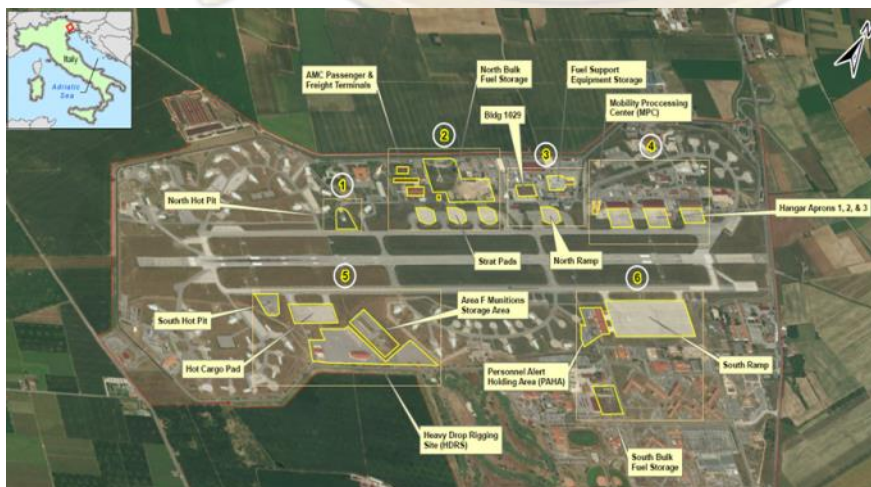 Italy
Adriatic
Sea
AMC Passenger &
Freight Terminals
North Bulk
Fuel Storage
Fuel Support
Equipment Storage
Bldg 1029
Mobility Proccessing
Center (MPC)
2
3
4
1
North Hot Pit
Hangar Aprons 1, 2, & 3
Strat Pads
North Ramp
5
6
South Hot Pit
Area F Munitions
Storage Area
Hot Cargo Pad
Personnel Alert
Holding Area (PAHA)
South Ramp
Heavy Drop Rigging
Site (HDRS)
South Bulk
Fuel Storage